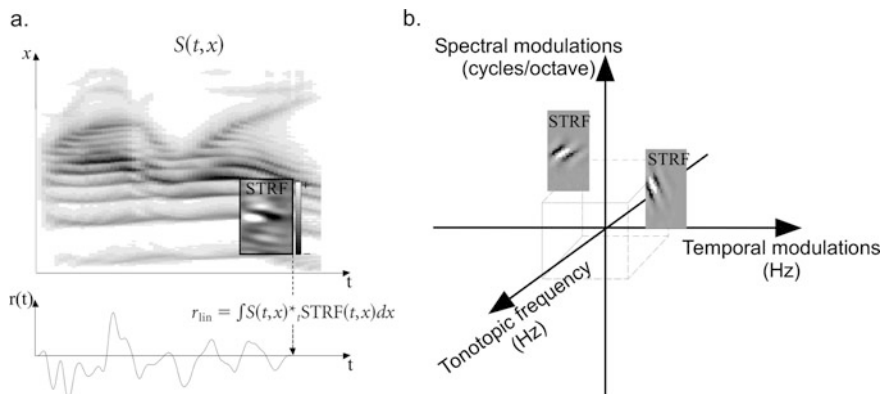 a.
S(t,x)
x
STRF
+
−
t
r(t)
r_lin = ∫S(t,x)*_t STRF(t,x)dx
t
b.
Spectral modulations
(cycles/octave)
STRF
STRF
Temporal modulations
(Hz)
Tonotopic frequency
(Hz)